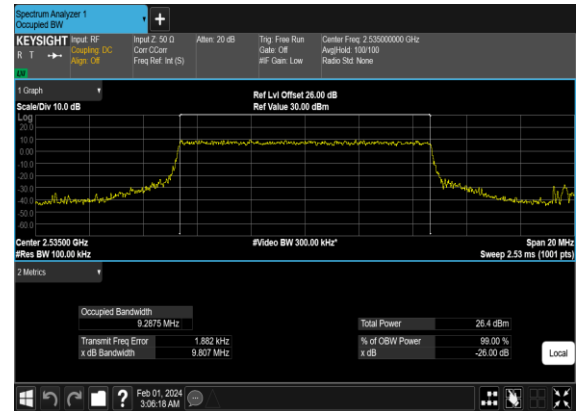 Spectrum Analyzer 1
Occupied BW
KEYSIGHT
R T
LXI
Input: RF
Coupling: DC
Align: Off
Input Z: 50 Ω
Corr CCorr
Freq Ref: Int (S)
Atten: 20 dB
Trig: Free Run
Gate: Off
#IF Gain: Low
Center Freq: 2.535000000 GHz
Avg|Hold: 100/100
Radio Std: None
1 Graph
Scale/Div 10.0 dB
Ref Lvl Offset 26.00 dB
Ref Value 30.00 dBm
Log
20.0
10.0
0.00
-10.0
-20.0
-30.0
-40.0
-50.0
-60.0
Center 2.53500 GHz
#Res BW 100.00 kHz
#Video BW 300.00 kHz*
Span 20 MHz
Sweep 2.53 ms (1001 pts)
2 Metrics
Occupied Bandwidth
9.2875 MHz
Total Power 26.4 dBm
Transmit Freq Error 1.882 kHz
% of OBW Power 99.00 %
x dB Bandwidth 9.807 MHz
x dB -26.00 dB
Local
?
Feb 01, 2024
3:06:18 AM